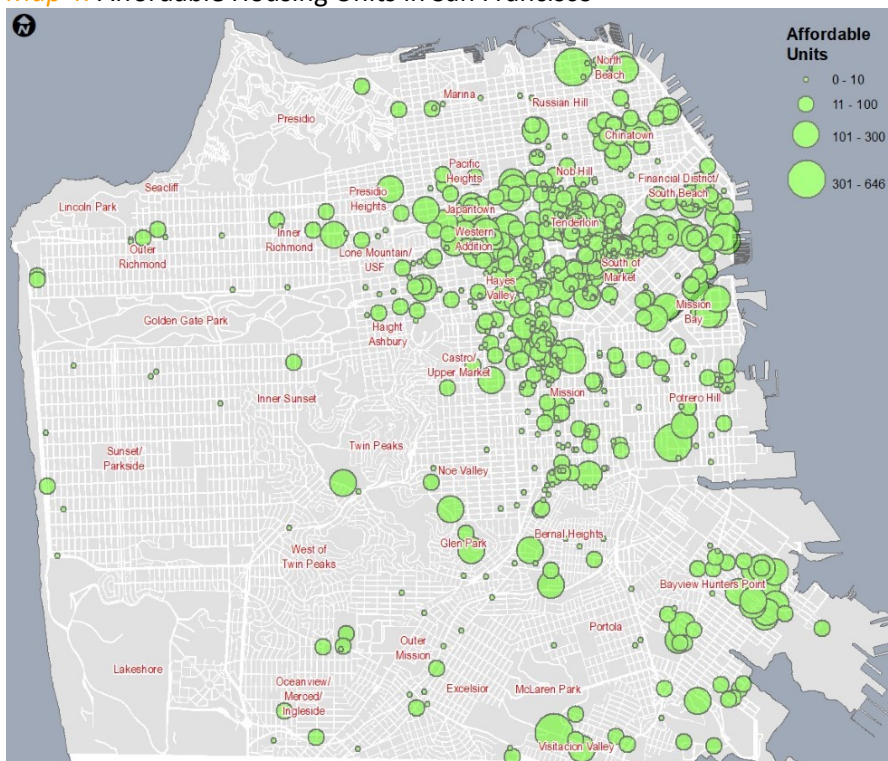 Affordable Housing Units in San Francisco
N
Affordable
Units
0 - 10
11 - 100
101 - 300
301 - 646
North
Beach
Marina
Russian Hill
Presidio
Chinatown
Pacific
Heights
Nob Hill
Financial District/
South Beach
Seacliff
Presidio
Heights
Lincoln Park
Japantown
Tenderloin
Western
Addition
Inner
Richmond
Outer
Richmond
Lone Mountain/
USF
South of
Market
Hayes
Valley
Mission
Bay
Golden Gate Park
Haight
Ashbury
Castro/
Upper Market
Inner Sunset
Mission
Potrero Hill
Twin Peaks
Sunset/
Parkside
Noe Valley
Bernal Heights
Glen Park
West of
Twin Peaks
Bayview Hunters Point
Portola
Outer
Mission
Lakeshore
Oceanview/
Merced/
Ingleside
Excelsior
McLaren Park
Visitacion Valley